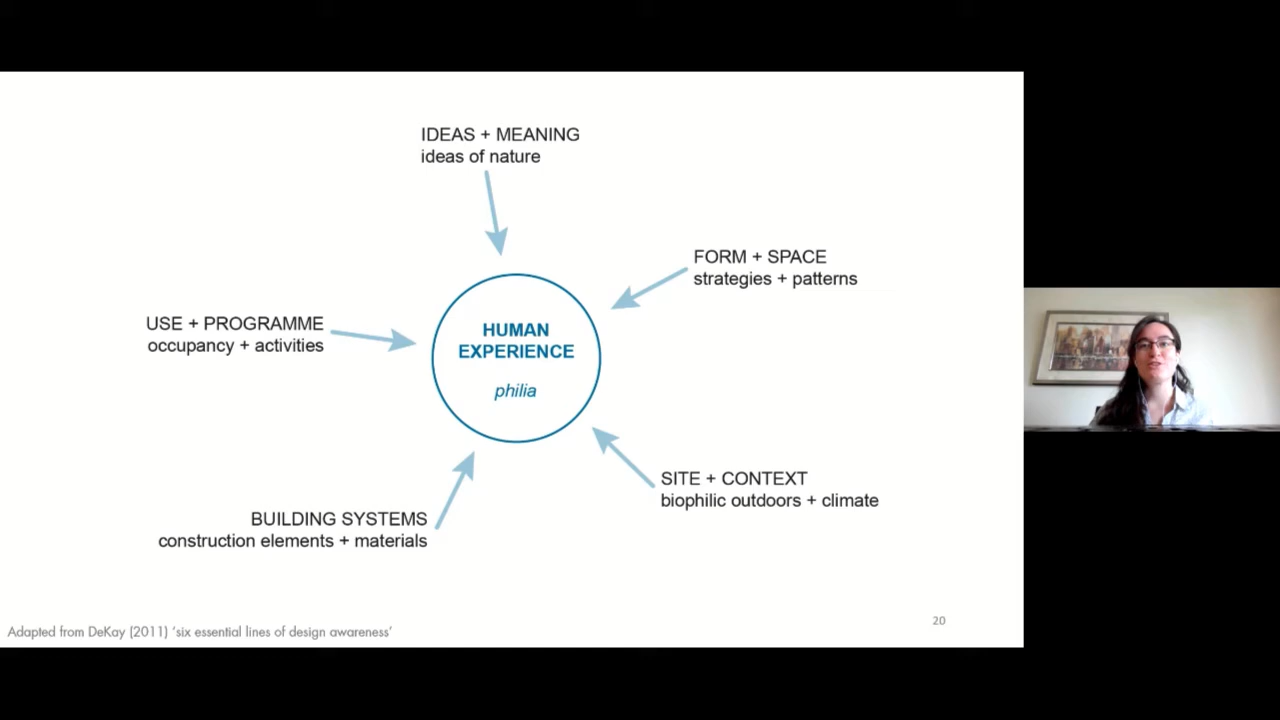 IDEAS + MEANING
ideas of nature
FORM + SPACE
strategies + patterns
USE + PROGRAMME
occupancy + activities
HUMAN
EXPERIENCE
philia
SITE + CONTEXT
biophilic outdoors + climate
BUILDING SYSTEMS
construction elements + materials
Adapted from DeKay (2011) ‘six essential lines of design awareness’
20